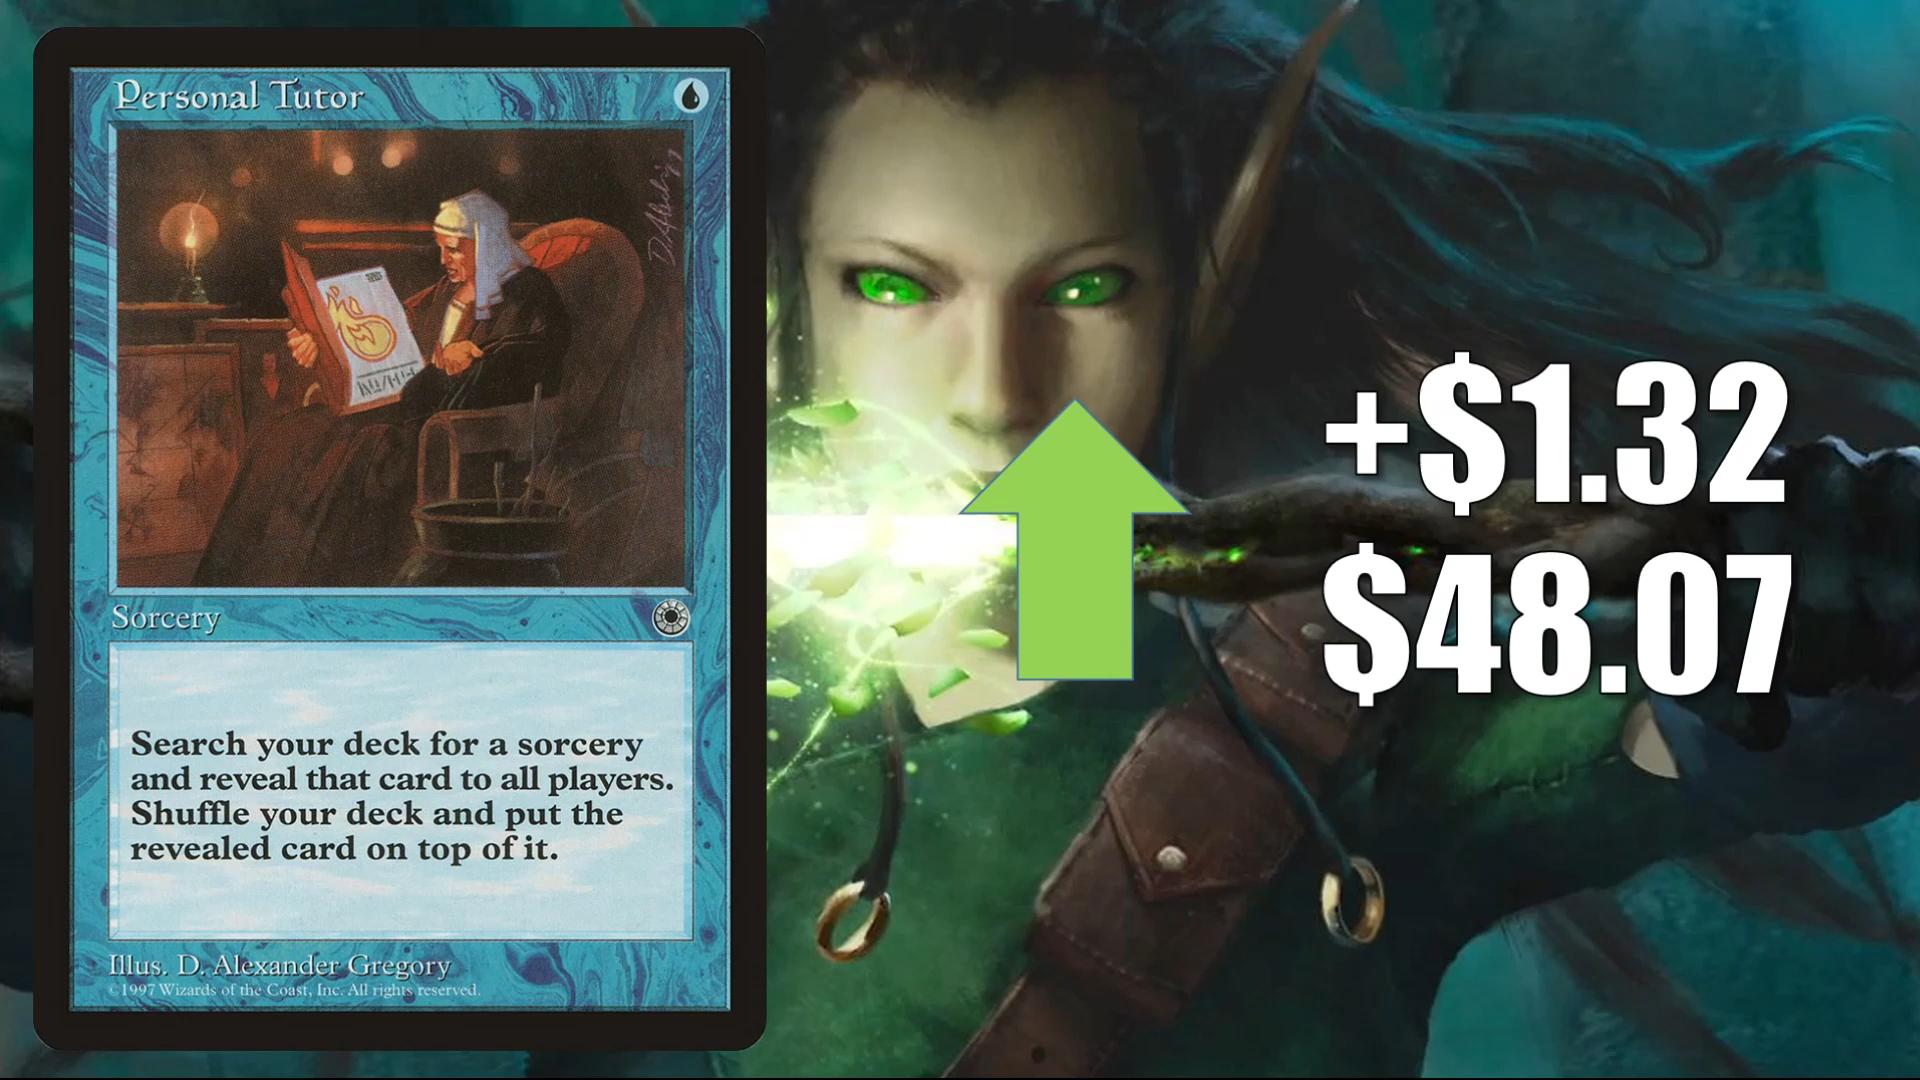 Personal Tutor
Sorcery
Search your deck for a sorcery
and reveal that card to all players.
Shuffle your deck and put the
revealed card on top of it.
Illus. D. Alexander Gregory
©1997 Wizards of the Coast, Inc. All rights reserved.
+$1.32
$48.07